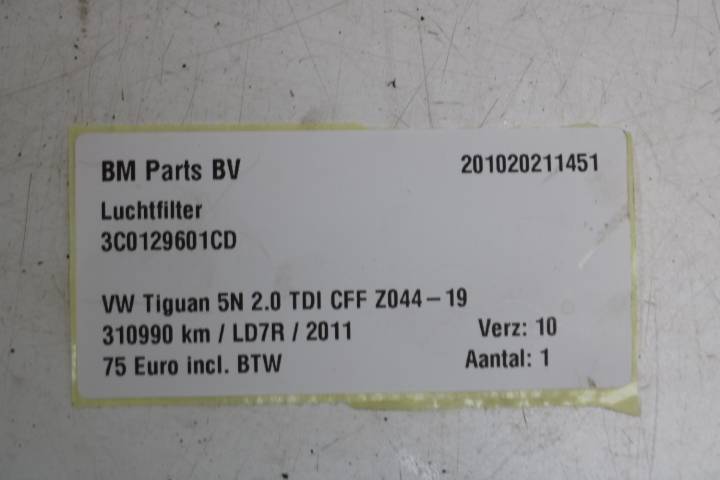 BM Parts BV 201020211451
Luchtfilter
3C0129601CD
VW Tiguan 5N 2.0 TDI CFF Z044-19
310990 km / LD7R / 2011 Verz: 10
75 Euro incl. BTW Aantal: 1